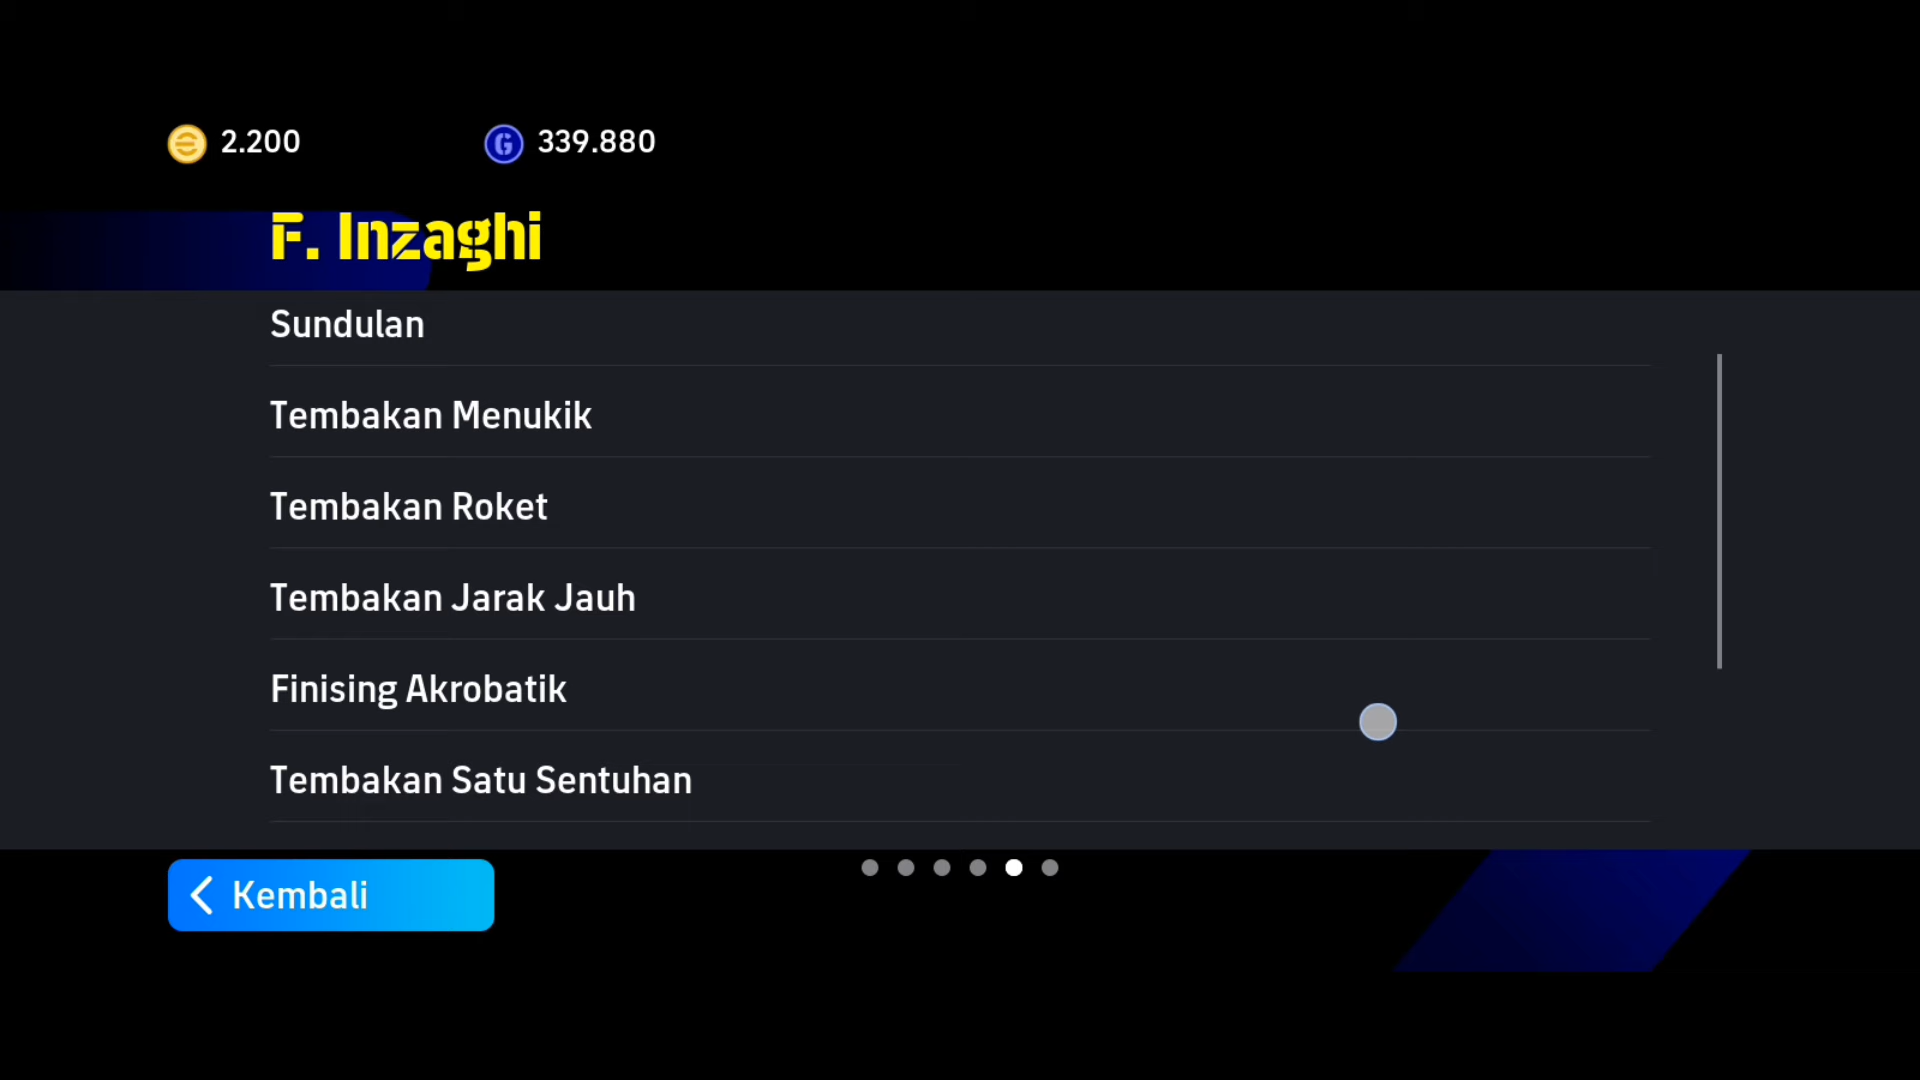 2.200
339.880
F. Inzaghi
Sundulan
Tembakan Menukik
Tembakan Roket
Tembakan Jarak Jauh
Finising Akrobatik
Tembakan Satu Sentuhan
Kembali